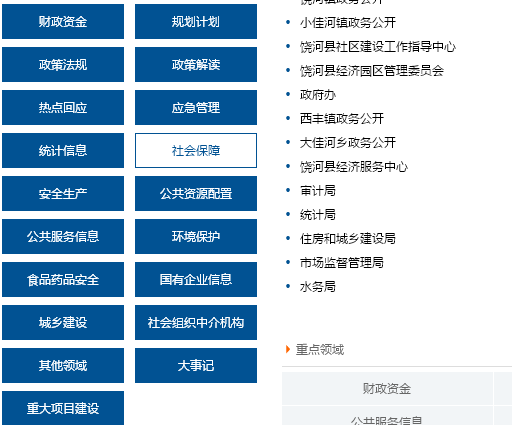 财政资金
规划计划
政策法规
政策解读
热点回应
应急管理
统计信息
社会保障
安全生产
公共资源配置
公共服务信息
环境保护
食品药品安全
国有企业信息
城乡建设
社会组织中介机构
其他领域
大事记
重大项目建设
小佳河镇政务公开
饶河县社区建设工作指导中心
饶河县经济园区管理委员会
政府办
西丰镇政务公开
大佳河乡政务公开
饶河县经济服务中心
审计局
统计局
住房和城乡建设局
市场监督管理局
水务局
重点领域
财政资金
公共服务信息